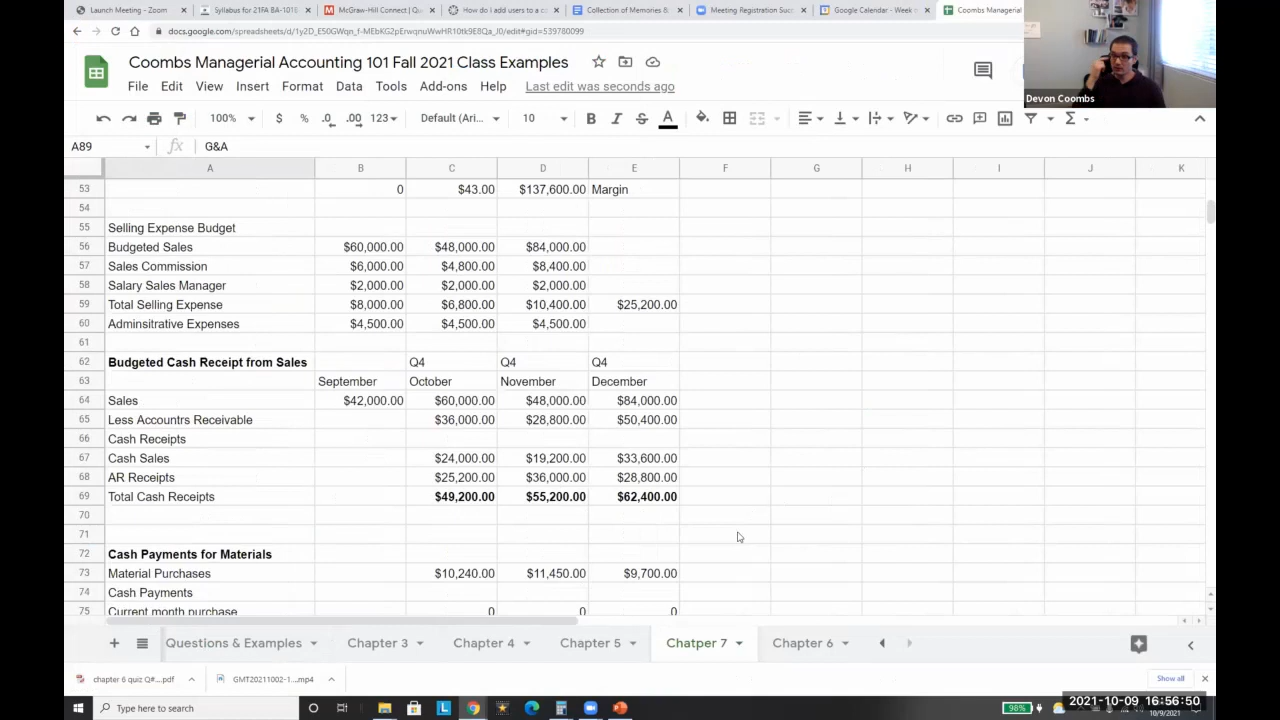 Launch Meeting - Zoom
Syllabus for 21FA BA-1016
McGraw-Hill Connect | Qu
How do I add users to a co
Collection of Memories &
Meeting Registration Suc
Google Calendar - Week o
Coombs Managerial
docs.google.com/spreadsheets/d/1y2D_E50GWqn_f-MEbKG2pErwqnuWwHR10tk9E8Qa_J0/edit#gid=539780099
Coombs Managerial Accounting 101 Fall 2021 Class Examples
File Edit View Insert Format Data Tools Add-ons Help Last edit was seconds ago
Devon Coombs
100% $ % .0 .00 123 Default (Ari... 10 B I S A Σ
A89 fx G&A
A B C D E F G H I J K
53 0 $43.00 $137,600.00 Margin
54
55 Selling Expense Budget
56 Budgeted Sales $60,000.00 $48,000.00 $84,000.00
57 Sales Commission $6,000.00 $4,800.00 $8,400.00
58 Salary Sales Manager $2,000.00 $2,000.00 $2,000.00
59 Total Selling Expense $8,000.00 $6,800.00 $10,400.00 $25,200.00
60 Adminsitrative Expenses $4,500.00 $4,500.00 $4,500.00
61
62 Budgeted Cash Receipt from Sales Q4 Q4 Q4
63 September October November December
64 Sales $42,000.00 $60,000.00 $48,000.00 $84,000.00
65 Less Accountrs Receivable $36,000.00 $28,800.00 $50,400.00
66 Cash Receipts
67 Cash Sales $24,000.00 $19,200.00 $33,600.00
68 AR Receipts $25,200.00 $36,000.00 $28,800.00
69 Total Cash Receipts $49,200.00 $55,200.00 $62,400.00
70
71
72 Cash Payments for Materials
73 Material Purchases $10,240.00 $11,450.00 $9,700.00
74 Cash Payments
75 Current month purchase 0 0 0
Questions & Examples Chapter 3 Chapter 4 Chapter 5 Chatper 7 Chapter 6
chapter 6 quiz Q#....pdf GMT20211002-1....mp4 Show all
Type here to search 98% 2021-10-09 16:56:50
10/9/2021